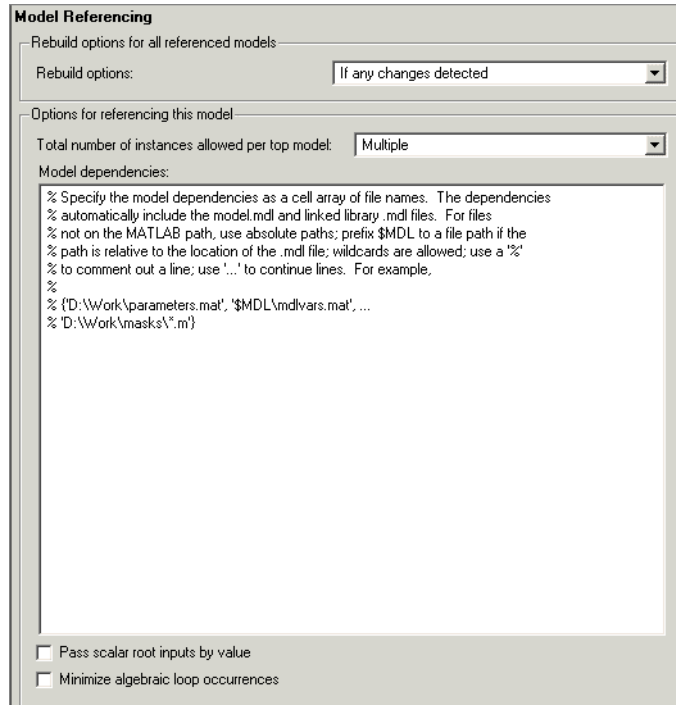 Model Referencing
Rebuild options for all referenced models
Rebuild options: If any changes detected
Options for referencing this model
Total number of instances allowed per top model: Multiple
Model dependencies:
% Specify the model dependencies as a cell array of file names.  The dependencies
% automatically include the model.mdl and linked library .mdl files.  For files
% not on the MATLAB path, use absolute paths; prefix $MDL to a file path if the
% path is relative to the location of the .mdl file; wildcards are allowed; use a '%'
% to comment out a line; use '...' to continue lines.  For example,
%
% {'D:\Work\parameters.mat', '$MDL\mdlvars.mat', ...
% 'D:\Work\masks\*.m'}
Pass scalar root inputs by value
Minimize algebraic loop occurrences